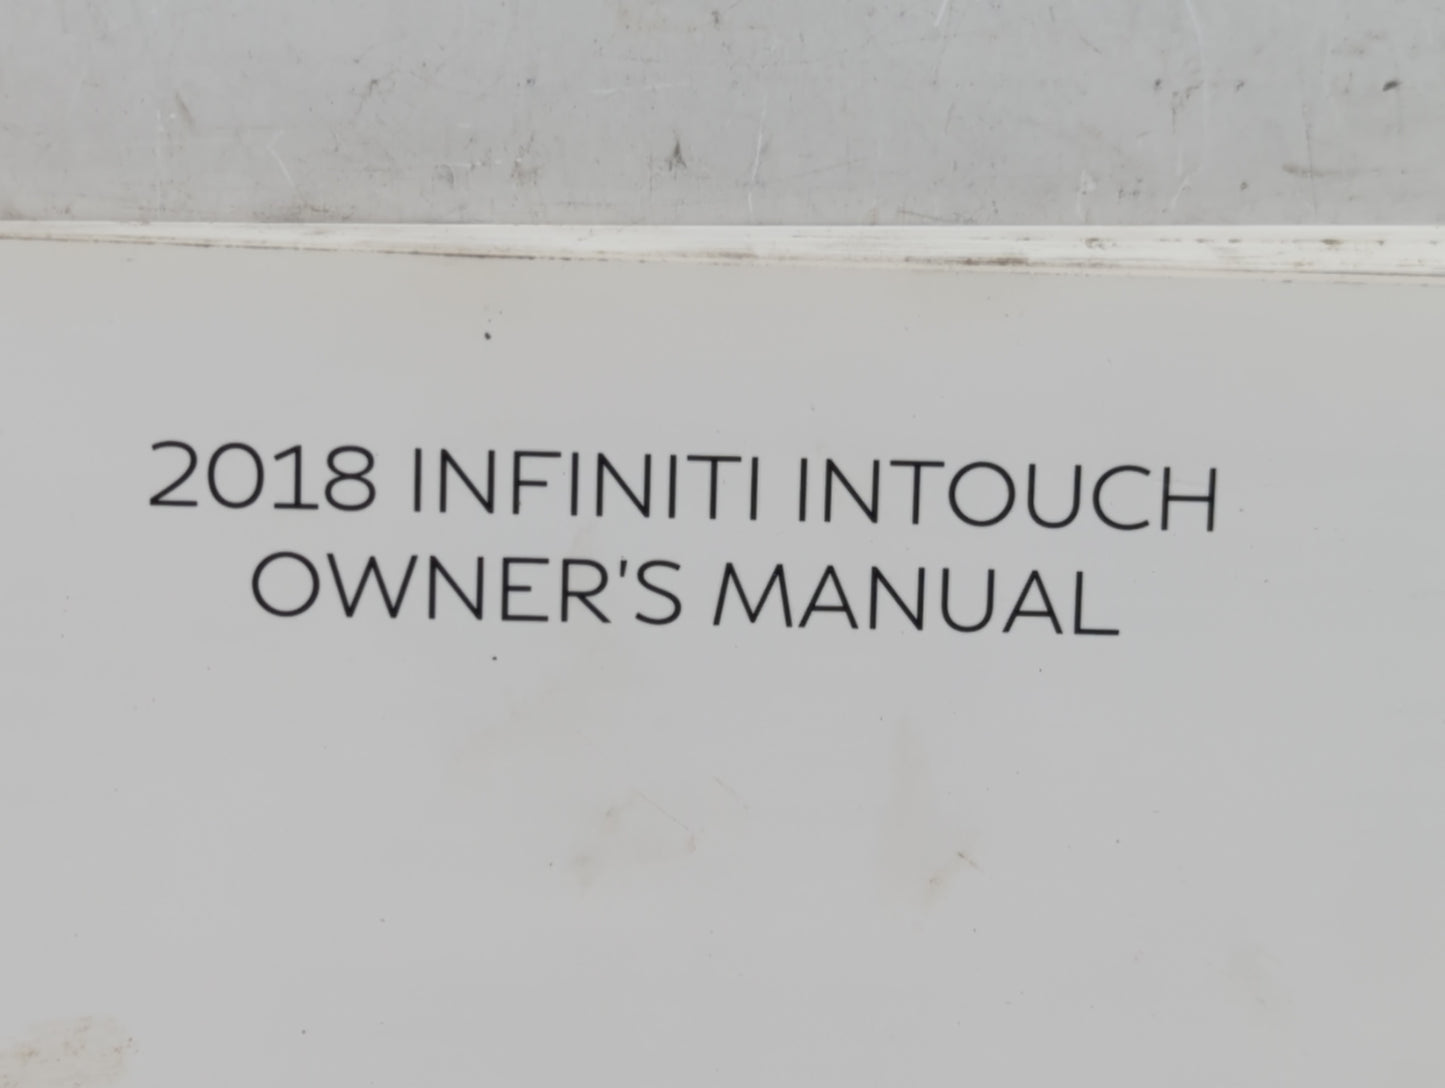 2018 INFINITI INTOUCH
OWNER'S MANUAL